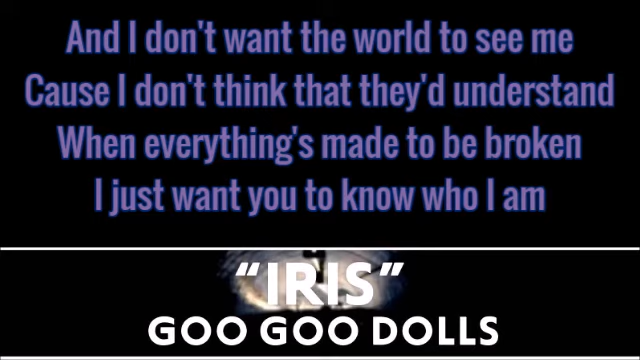 And I don't want the world to see me
Cause I don't think that they'd understand
When everything's made to be broken
I just want you to know who I am
“IRIS”
GOO GOO DOLLS